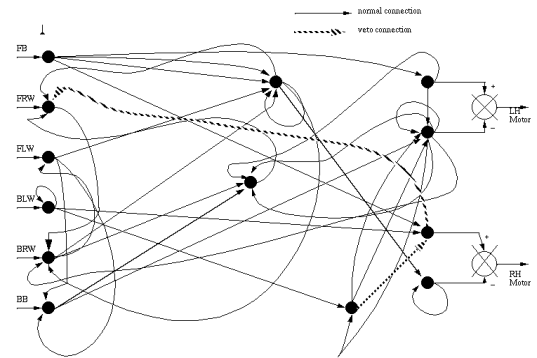 normal connection
veto connection
FB
FRW
FLW
BLW
BRW
BB
+
LH
Motor
−
+
RH
Motor
−